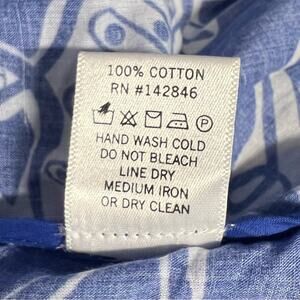 100% COTTON
RN #142846
P
HAND WASH COLD
DO NOT BLEACH
LINE DRY
MEDIUM IRON
OR DRY CLEAN